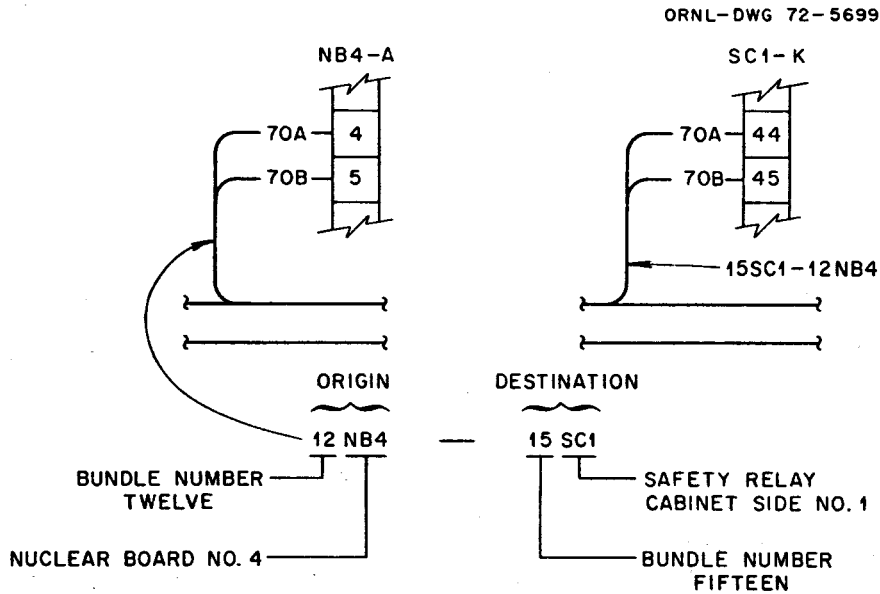 ORNL-DWG 72-5699
NB4-A
SC1-K
70A
4
70A
44
70B
5
70B
45
15SC1-12NB4
ORIGIN
DESTINATION
12 NB4 — 15 SC1
BUNDLE NUMBER
TWELVE
SAFETY RELAY
CABINET SIDE NO. 1
NUCLEAR BOARD NO. 4
BUNDLE NUMBER
FIFTEEN